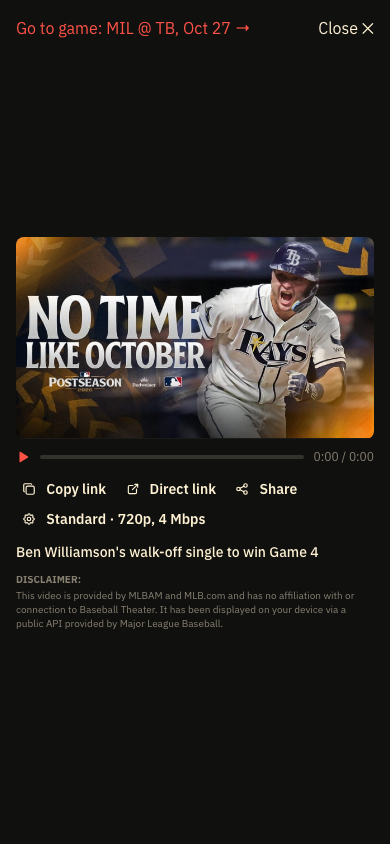 Go to game: MIL @ TB, Oct 27 →
Close ×
NO TIME
LIKE OCTOBER
POSTSEASON
Budweiser
TB
RAYS
0:00 / 0:00
Copy link
Direct link
Share
Standard · 720p, 4 Mbps
Ben Williamson's walk-off single to win Game 4
DISCLAIMER:
This video is provided by MLBAM and MLB.com and has no affiliation with or
connection to Baseball Theater. It has been displayed on your device via a
public API provided by Major League Baseball.